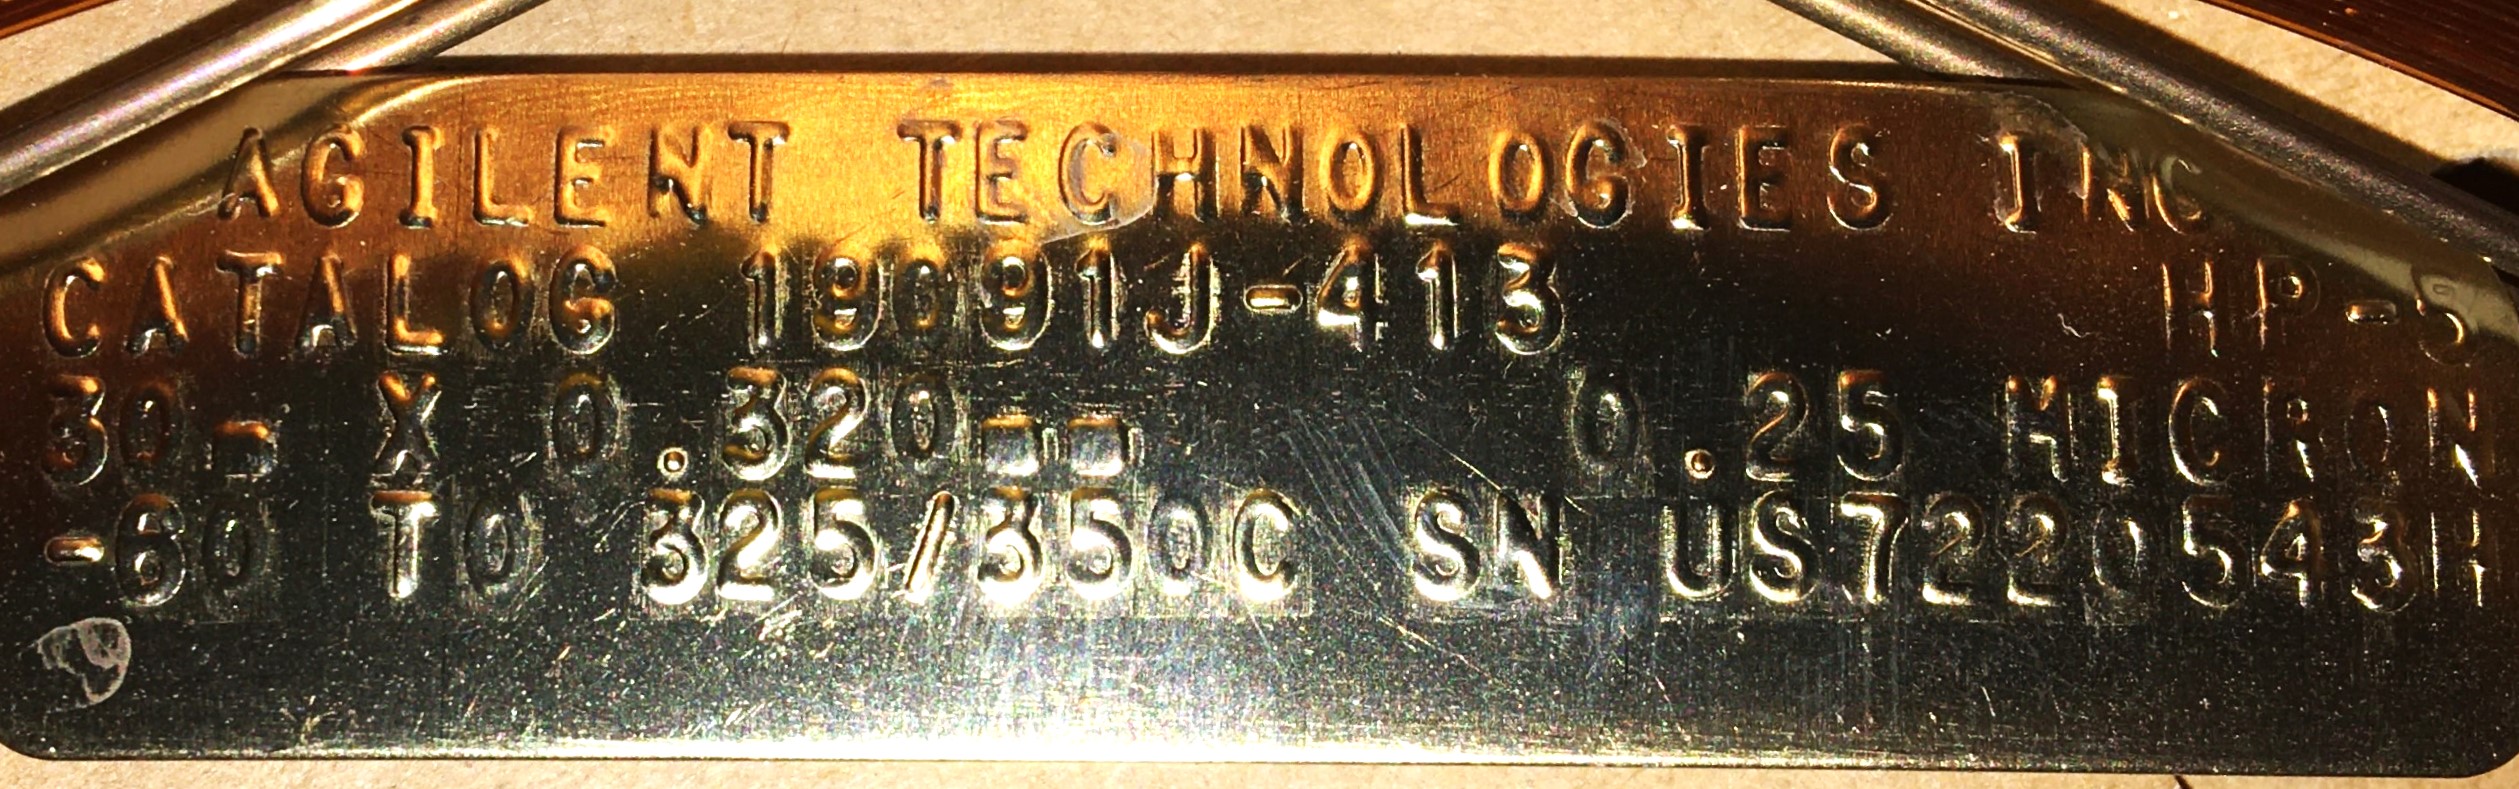 AGILENT TECHNOLOGIES INC
CATALOG 19091J-413 HP-5
30m X 0.320mm 0.25 MICRON
-60 TO 325/350C SN US7220543H